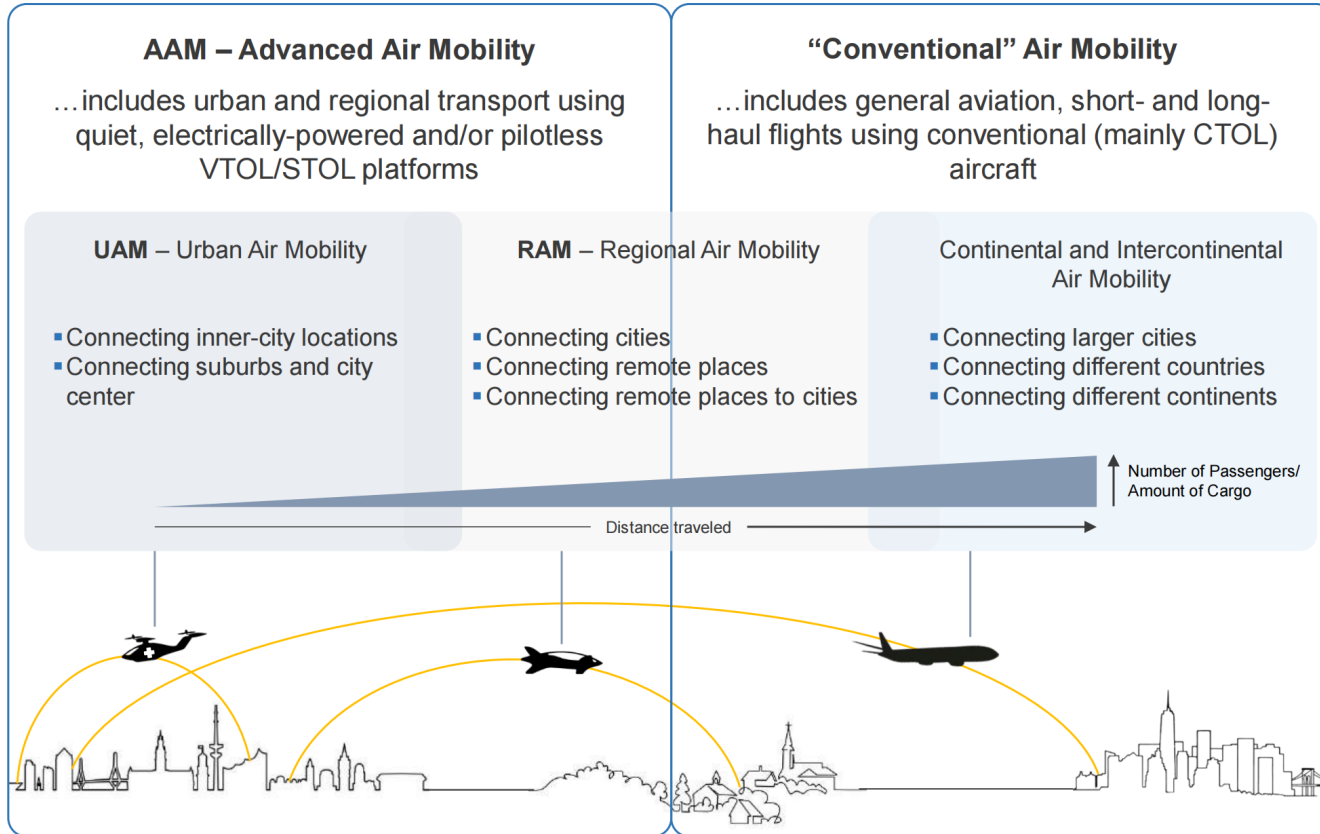 AAM – Advanced Air Mobility
…includes urban and regional transport using
quiet, electrically-powered and/or pilotless
VTOL/STOL platforms
“Conventional” Air Mobility
…includes general aviation, short- and long-
haul flights using conventional (mainly CTOL)
aircraft
UAM – Urban Air Mobility
▪ Connecting inner-city locations
▪ Connecting suburbs and city
center
RAM – Regional Air Mobility
▪ Connecting cities
▪ Connecting remote places
▪ Connecting remote places to cities
Continental and Intercontinental
Air Mobility
▪ Connecting larger cities
▪ Connecting different countries
▪ Connecting different continents
Number of Passengers/
Amount of Cargo
Distance traveled